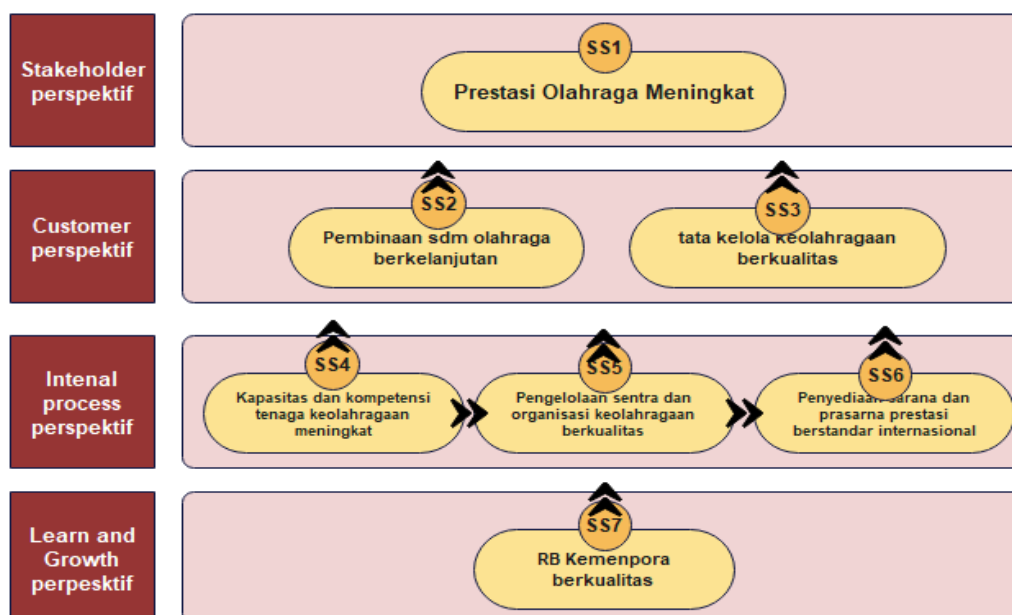 Stakeholder
perspektif
SS1
Prestasi Olahraga Meningkat
Customer
perspektif
SS2
Pembinaan sdm olahraga
berkelanjutan
SS3
tata kelola keolahragaan
berkualitas
Intenal
process
perspektif
SS4
Kapasitas dan kompetensi
tenaga keolahragaan
meningkat
SS5
Pengelolaan sentra dan
organisasi keolahragaan
berkualitas
SS6
Penyediaan sarana dan
prasarna prestasi
berstandar internasional
Learn and
Growth
perpesktif
SS7
RB Kemenpora
berkualitas